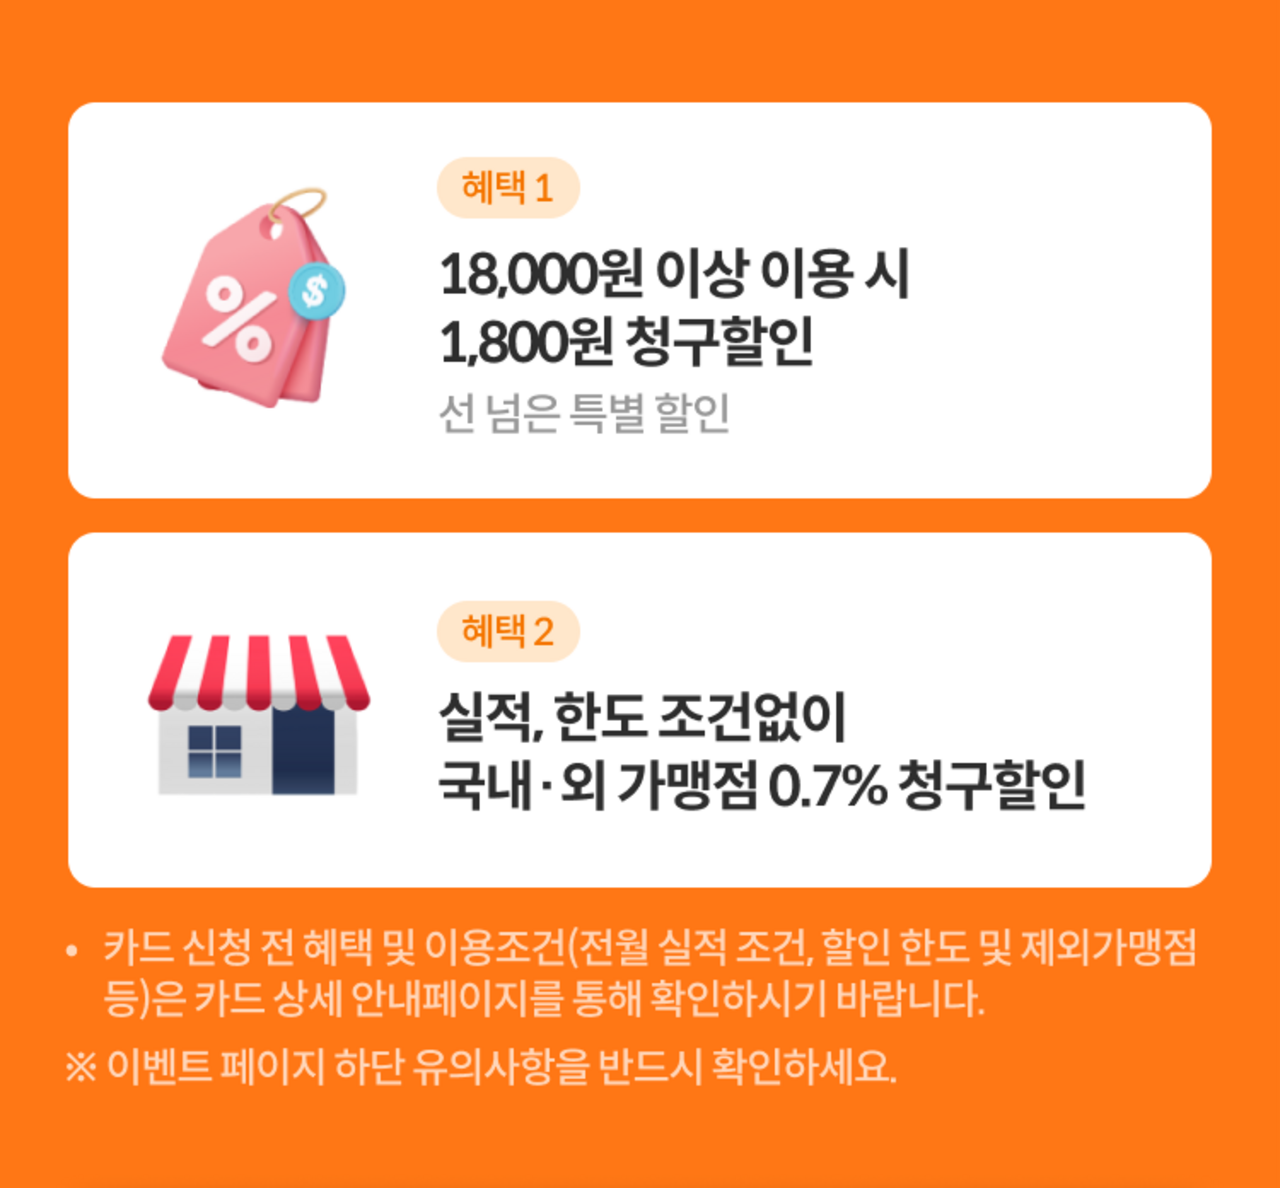 혜택 1
18,000원 이상 이용 시
1,800원 청구할인
선 넘은 특별 할인
%
$
혜택 2
실적, 한도 조건없이
국내·외 가맹점 0.7% 청구할인
• 카드 신청 전 혜택 및 이용조건(전월 실적 조건, 할인 한도 및 제외가맹점
등)은 카드 상세 안내페이지를 통해 확인하시기 바랍니다.
※ 이벤트 페이지 하단 유의사항을 반드시 확인하세요.